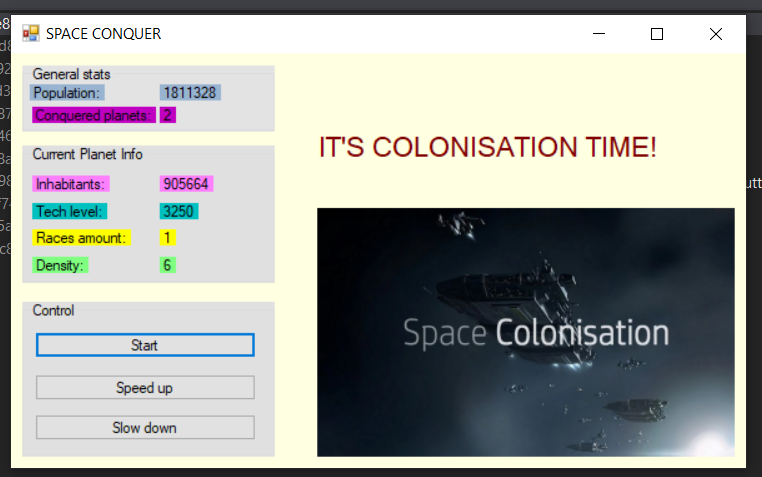 SPACE CONQUER
General stats
Population: 1811328
Conquered planets: 2
Current Planet Info
Inhabitants: 905664
Tech level: 3250
Races amount: 1
Density: 6
Control
Start
Speed up
Slow down
IT'S COLONISATION TIME!
Space Colonisation